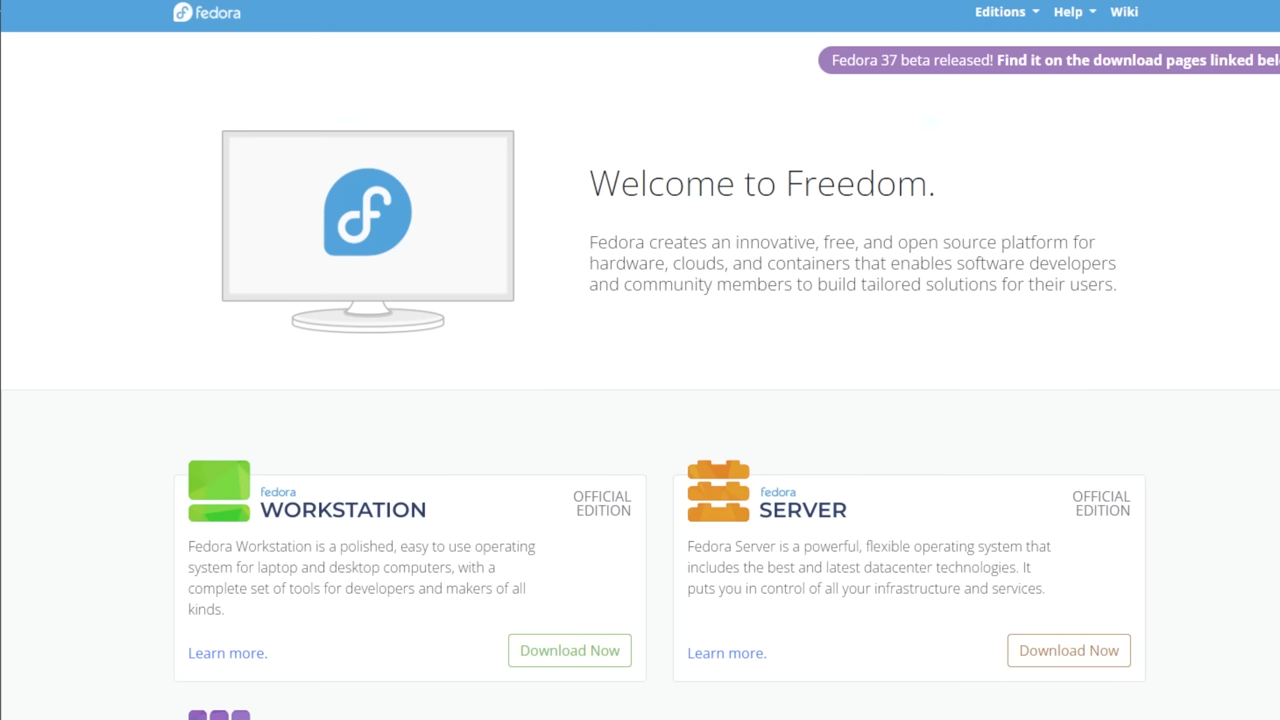 fedora
Editions Help Wiki
Fedora 37 beta released! Find it on the download pages linked
Welcome to Freedom.
Fedora creates an innovative, free, and open source platform for
hardware, clouds, and containers that enables software developers
and community members to build tailored solutions for their users.
fedora
WORKSTATION
OFFICIAL
EDITION
Fedora Workstation is a polished, easy to use operating
system for laptop and desktop computers, with a
complete set of tools for developers and makers of all
kinds.
Learn more.
Download Now
fedora
SERVER
OFFICIAL
EDITION
Fedora Server is a powerful, flexible operating system that
includes the best and latest datacenter technologies. It
puts you in control of all your infrastructure and services.
Learn more.
Download Now